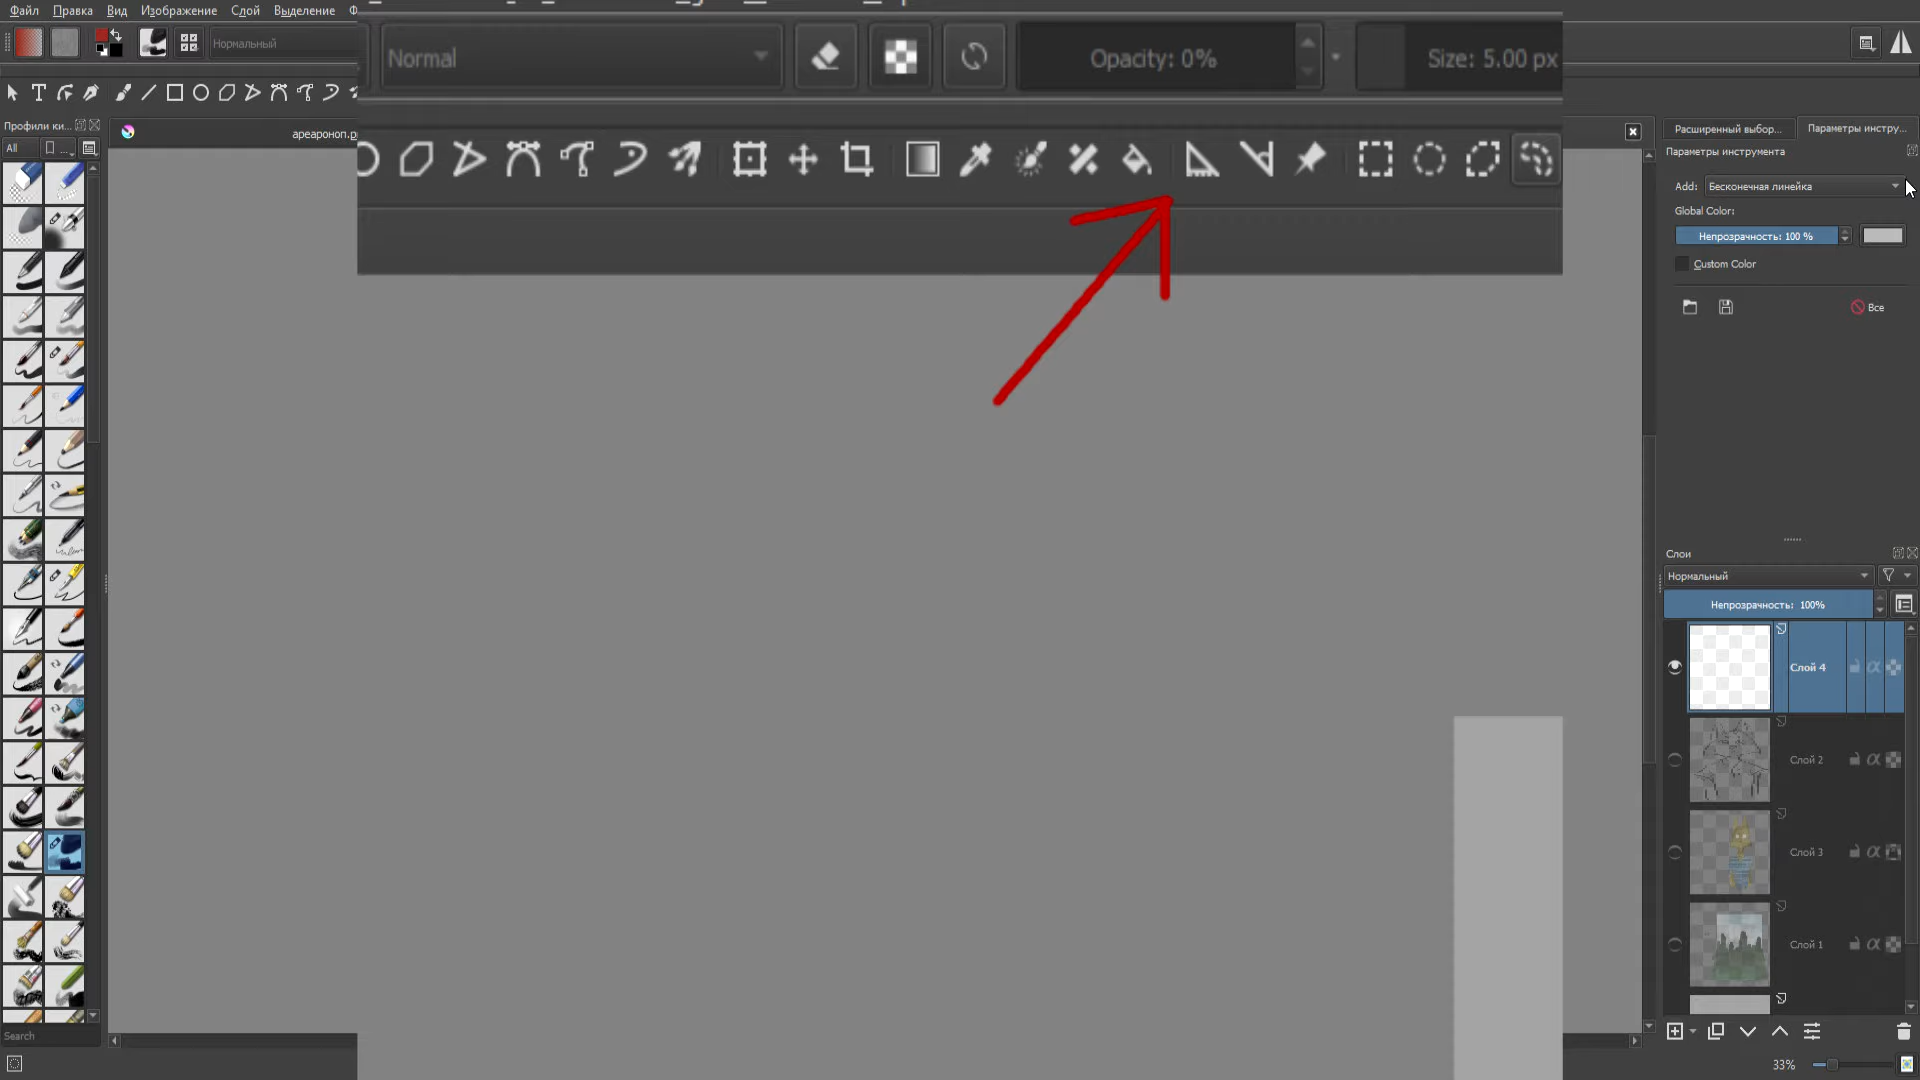 Файл Правка Вид Изображение Слой Выделение
Нормальный
Normal
Opacity: 0%
Size: 5.00 px
Профили ки...
All
...
ареароноп.р
Расширенный выбор...
Параметры инстру...
Параметры инструмента
Add: Бесконечная линейка
Global Color:
Непрозрачность: 100 %
Custom Color
Все
Слои
Нормальный
Непрозрачность: 100%
Слой 4
Слой 2
Слой 3
Слой 1
Search
33%